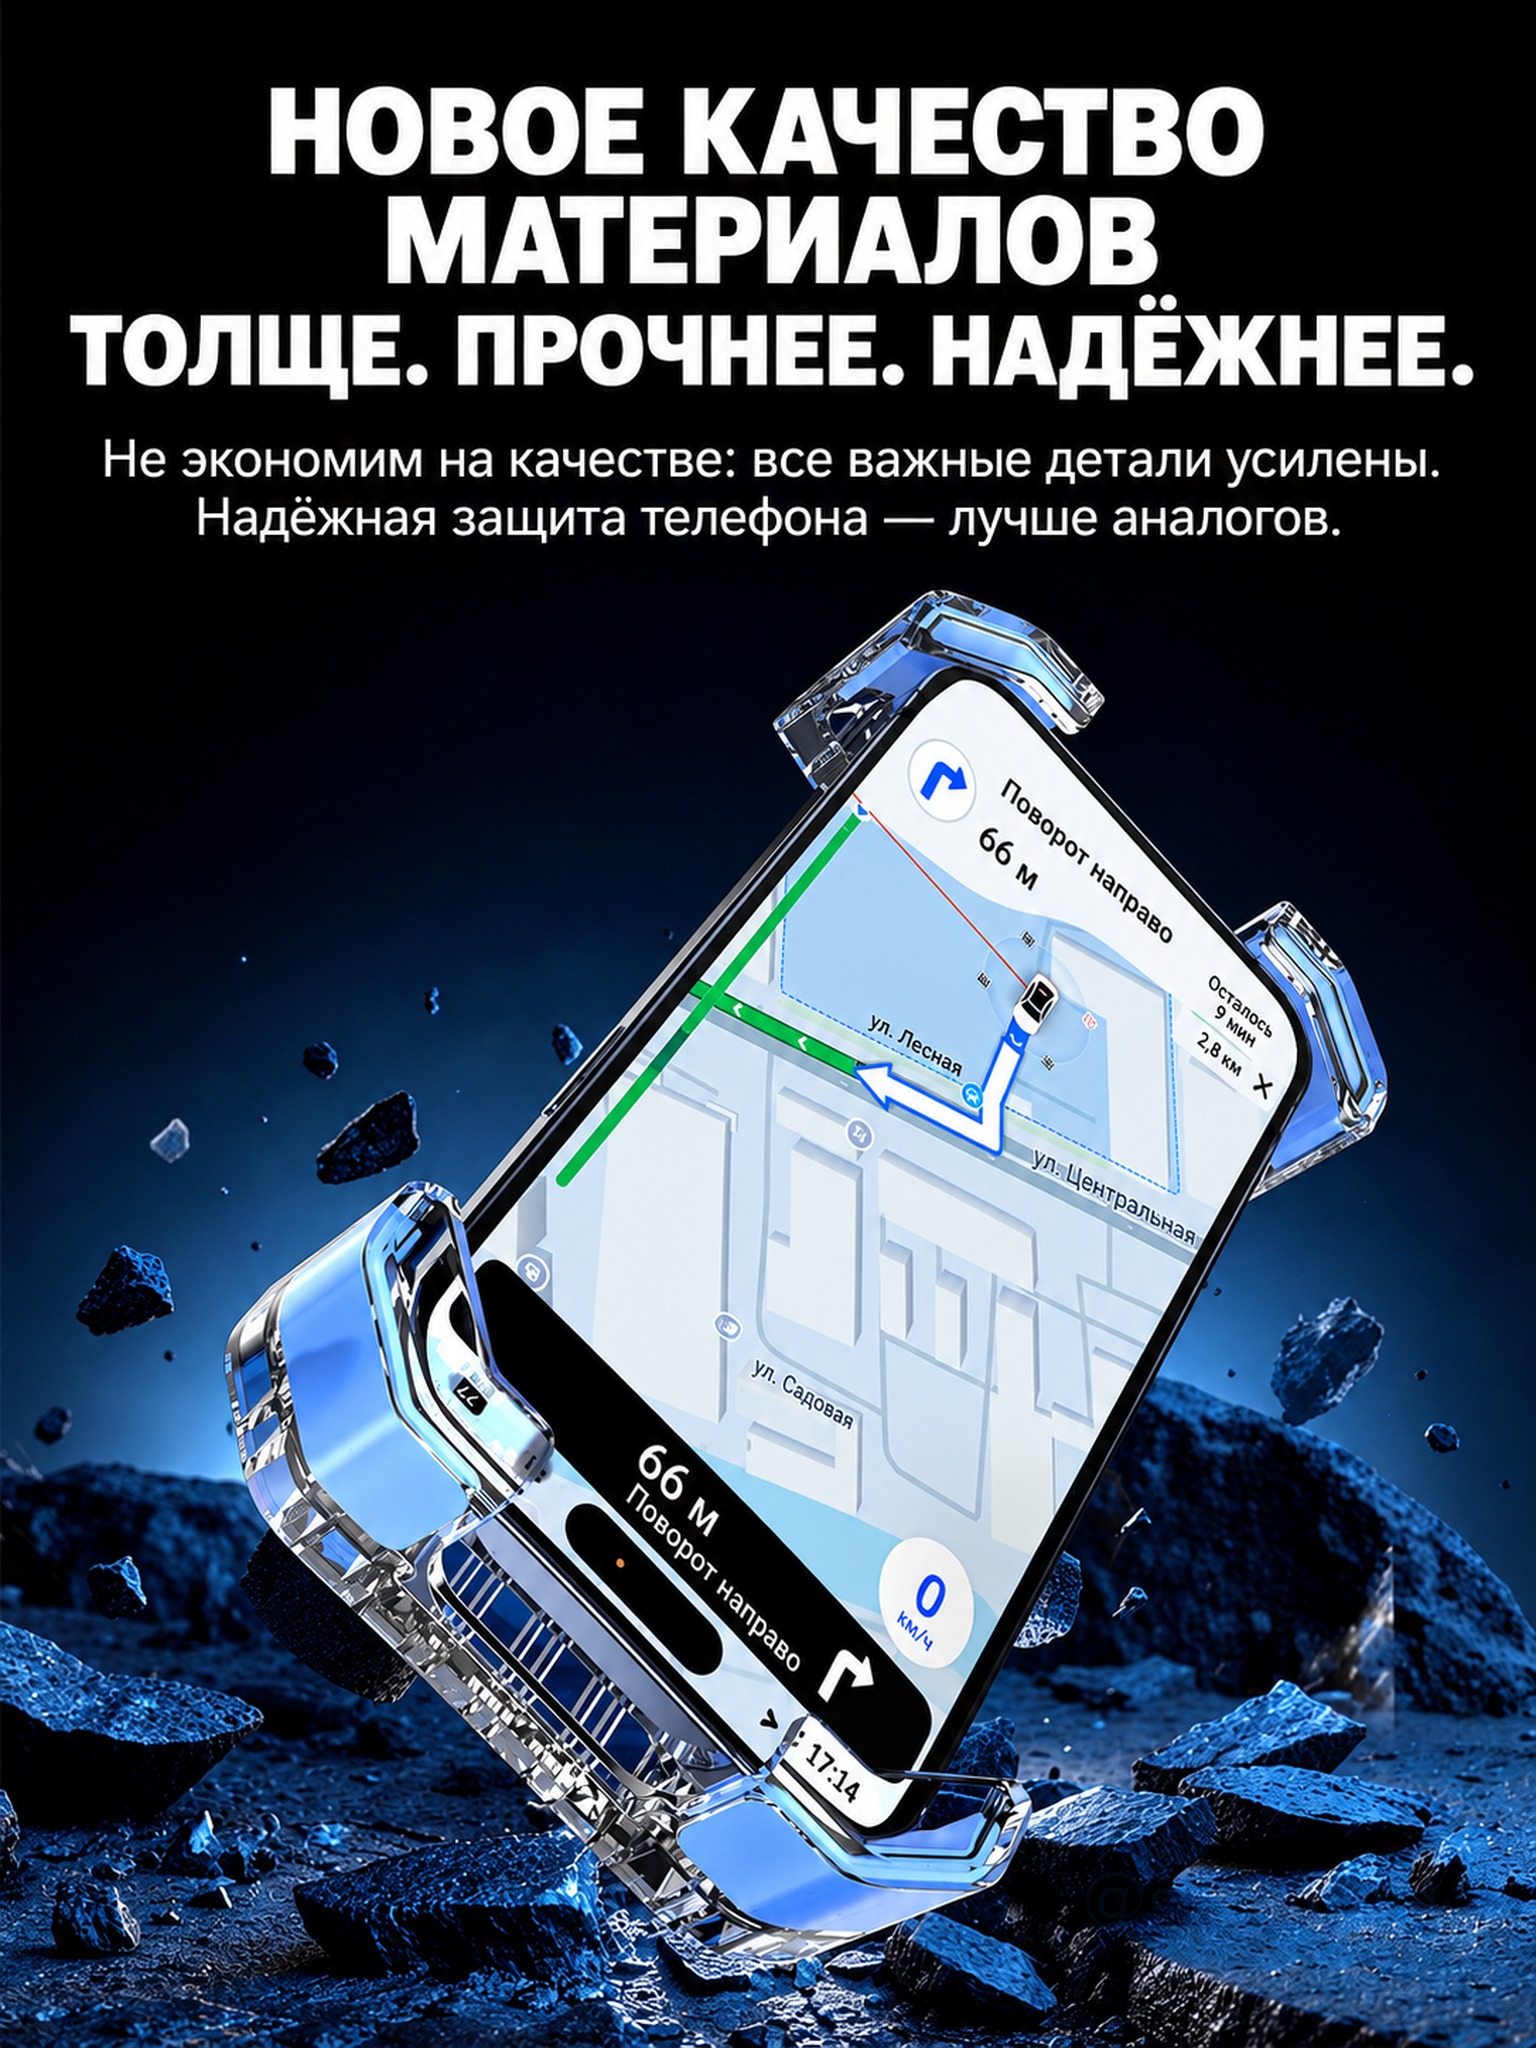 НОВОЕ КАЧЕСТВО
МАТЕРИАЛОВ
ТОЛЩЕ. ПРОЧНЕЕ. НАДЁЖНЕЕ.
Не экономим на качестве: все важные детали усилены.
Надёжная защита телефона — лучше аналогов.
Поворот направо
66 м
Осталось
9 мин
2,8 км
ул. Лесная
ул. Центральная
ул. Садовая
77
66 м
Поворот направо
0
км/ч
17:14